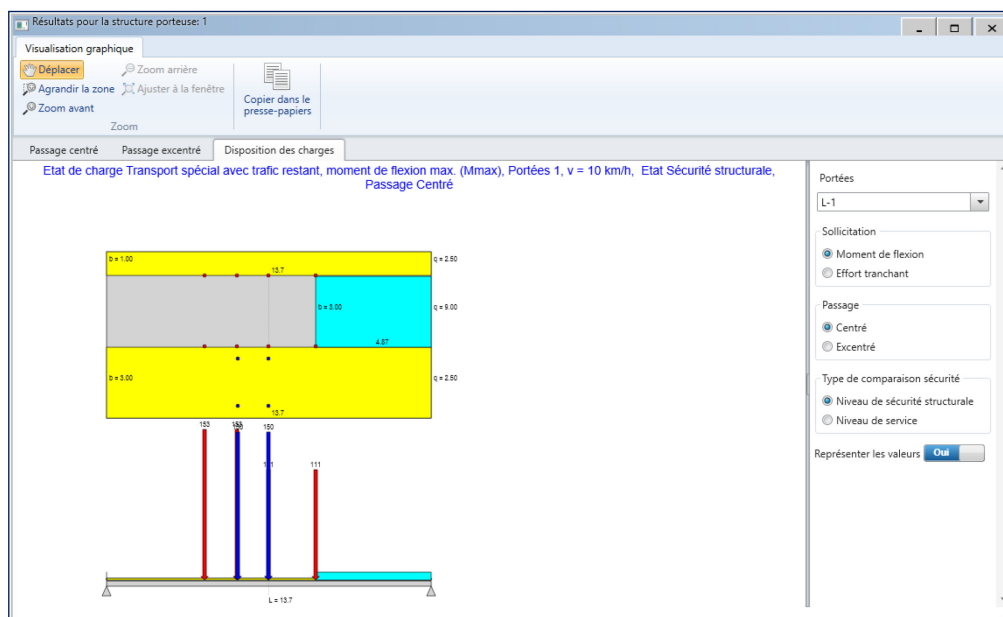 Résultats pour la structure porteuse: 1
Visualisation graphique
Déplacer
Zoom arrière
Agrandir la zone
Ajuster à la fenêtre
Zoom avant
Copier dans le
presse-papiers
Zoom
Passage centré
Passage excentré
Disposition des charges
Etat de charge Transport spécial avec trafic restant, moment de flexion max. (Mmax), Portées 1, v = 10 km/h, Etat Sécurité structurale,
Passage Centré
b = 1.00
q = 2.50
13.7
b = 3.00
q = 9.00
4.87
b = 3.00
q = 2.50
13.7
153
150
150
111
L = 13.7
Portées
L-1
Sollicitation
Moment de flexion
Effort tranchant
Passage
Centré
Excentré
Type de comparaison sécurité
Niveau de sécurité structurale
Niveau de service
Représenter les valeurs
Oui